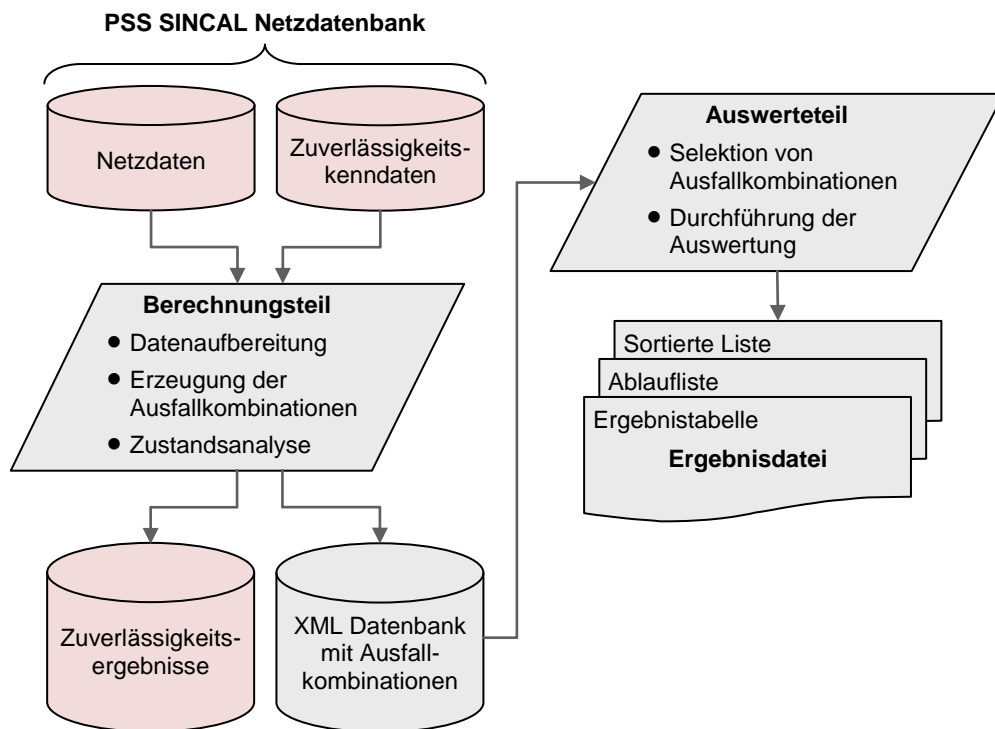 PSS SINCAL Netzdatenbank
Netzdaten
Zuverlässigkeits-
kenndaten
Berechnungsteil
● Datenaufbereitung
● Erzeugung der
Ausfallkombinationen
● Zustandsanalyse
Zuverlässigkeits-
ergebnisse
XML Datenbank
mit Ausfall-
kombinationen
Auswerteteil
● Selektion von
Ausfallkombinationen
● Durchführung der
Auswertung
Sortierte Liste
Ablaufliste
Ergebnistabelle
Ergebnisdatei